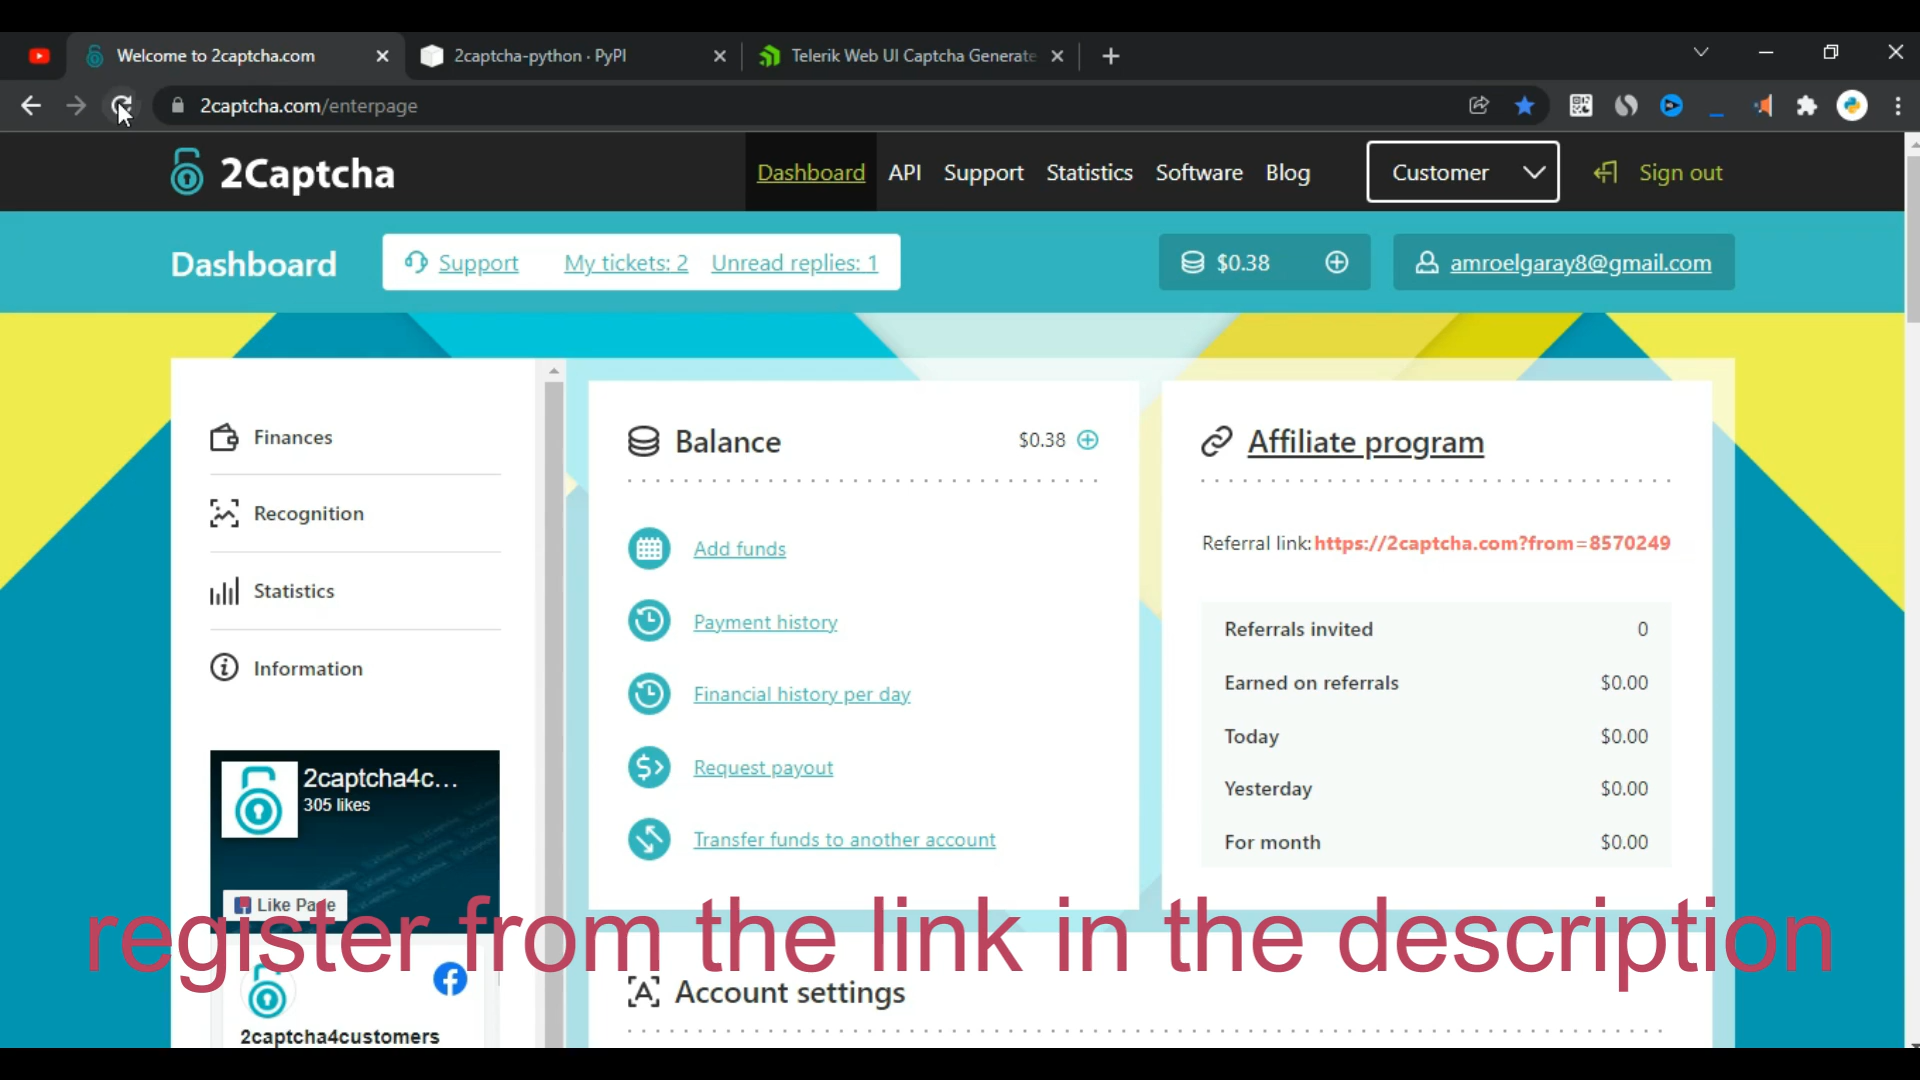 Welcome to 2captcha.com
2captcha-python · PyPI
Telerik Web UI Captcha Generate
2captcha.com/enterpage
2Captcha
Dashboard
API
Support
Statistics
Software
Blog
Customer
Sign out
Dashboard
Support
My tickets: 2
Unread replies: 1
$0.38
amroelgaray8@gmail.com
Finances
Recognition
Statistics
Information
2captcha4c...
305 likes
Like Page
2captcha4customers
Balance
$0.38
Add funds
Payment history
Financial history per day
Request payout
Transfer funds to another account
Affiliate program
Referral link: https://2captcha.com?from=8570249
Referrals invited 0
Earned on referrals $0.00
Today $0.00
Yesterday $0.00
For month $0.00
register from the link in the description
Account settings